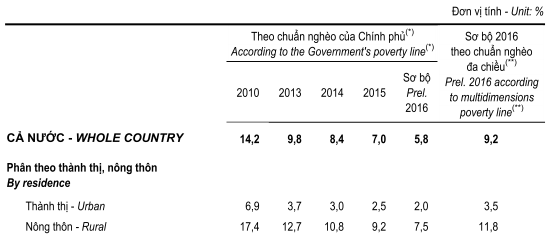 Đơn vị tính - Unit: %
Theo chuẩn nghèo của Chính phủ(*)
According to the Government's poverty line(*)
Sơ bộ 2016
theo chuẩn nghèo
đa chiều(**)
Prel. 2016 according
to multidimensions
poverty line(**)
2010 2013 2014 2015 Sơ bộ
Prel.
2016
CẢ NƯỚC - WHOLE COUNTRY 14,2 9,8 8,4 7,0 5,8 9,2
Phân theo thành thị, nông thôn
By residence
Thành thị - Urban 6,9 3,7 3,0 2,5 2,0 3,5
Nông thôn - Rural 17,4 12,7 10,8 9,2 7,5 11,8